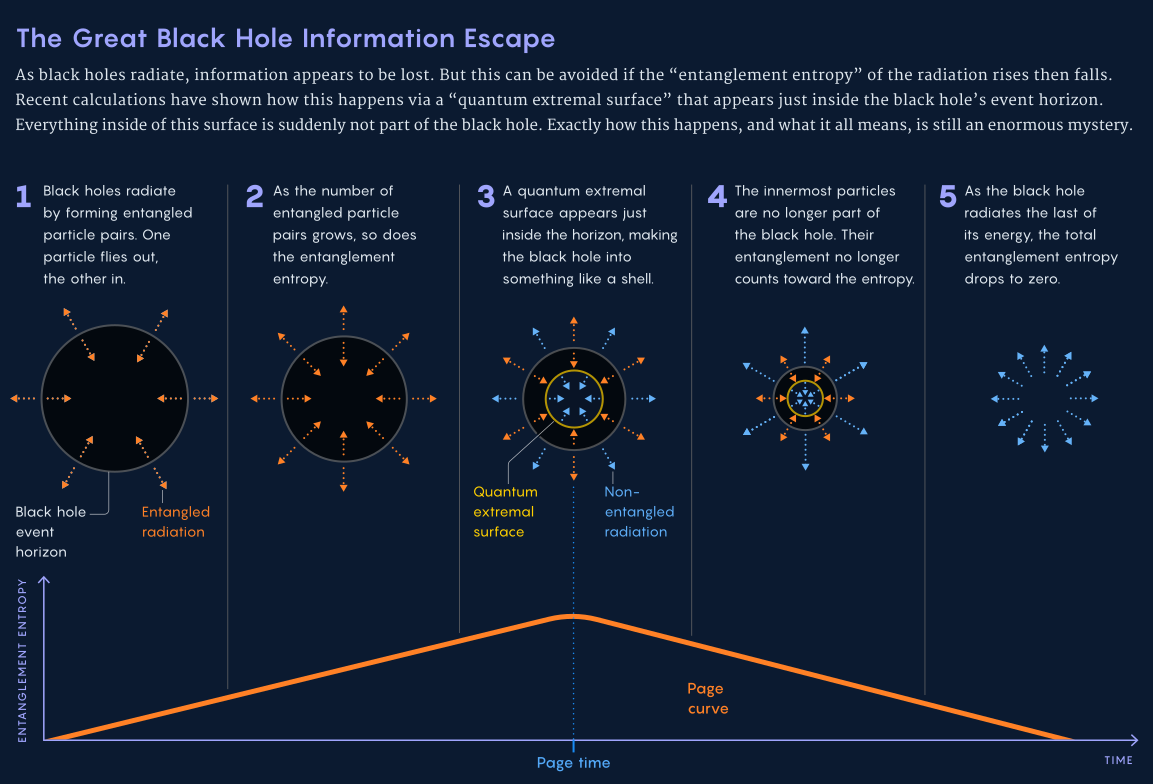 The Great Black Hole Information Escape
As black holes radiate, information appears to be lost. But this can be avoided if the “entanglement entropy” of the radiation rises then falls.
Recent calculations have shown how this happens via a “quantum extremal surface” that appears just inside the black hole’s event horizon.
Everything inside of this surface is suddenly not part of the black hole. Exactly how this happens, and what it all means, is still an enormous mystery.
1
Black holes radiate
by forming entangled
particle pairs. One
particle flies out,
the other in.
2
As the number of
entangled particle
pairs grows, so does
the entanglement
entropy.
3
A quantum extremal
surface appears just
inside the horizon, making
the black hole into
something like a shell.
4
The innermost particles
are no longer part of
the black hole. Their
entanglement no longer
counts toward the entropy.
5
As the black hole
radiates the last of
its energy, the total
entanglement entropy
drops to zero.
Black hole
event
horizon
Entangled
radiation
Quantum
extremal
surface
Non-
entangled
radiation
ENTANGLEMENT ENTROPY
Page
curve
Page time
TIME